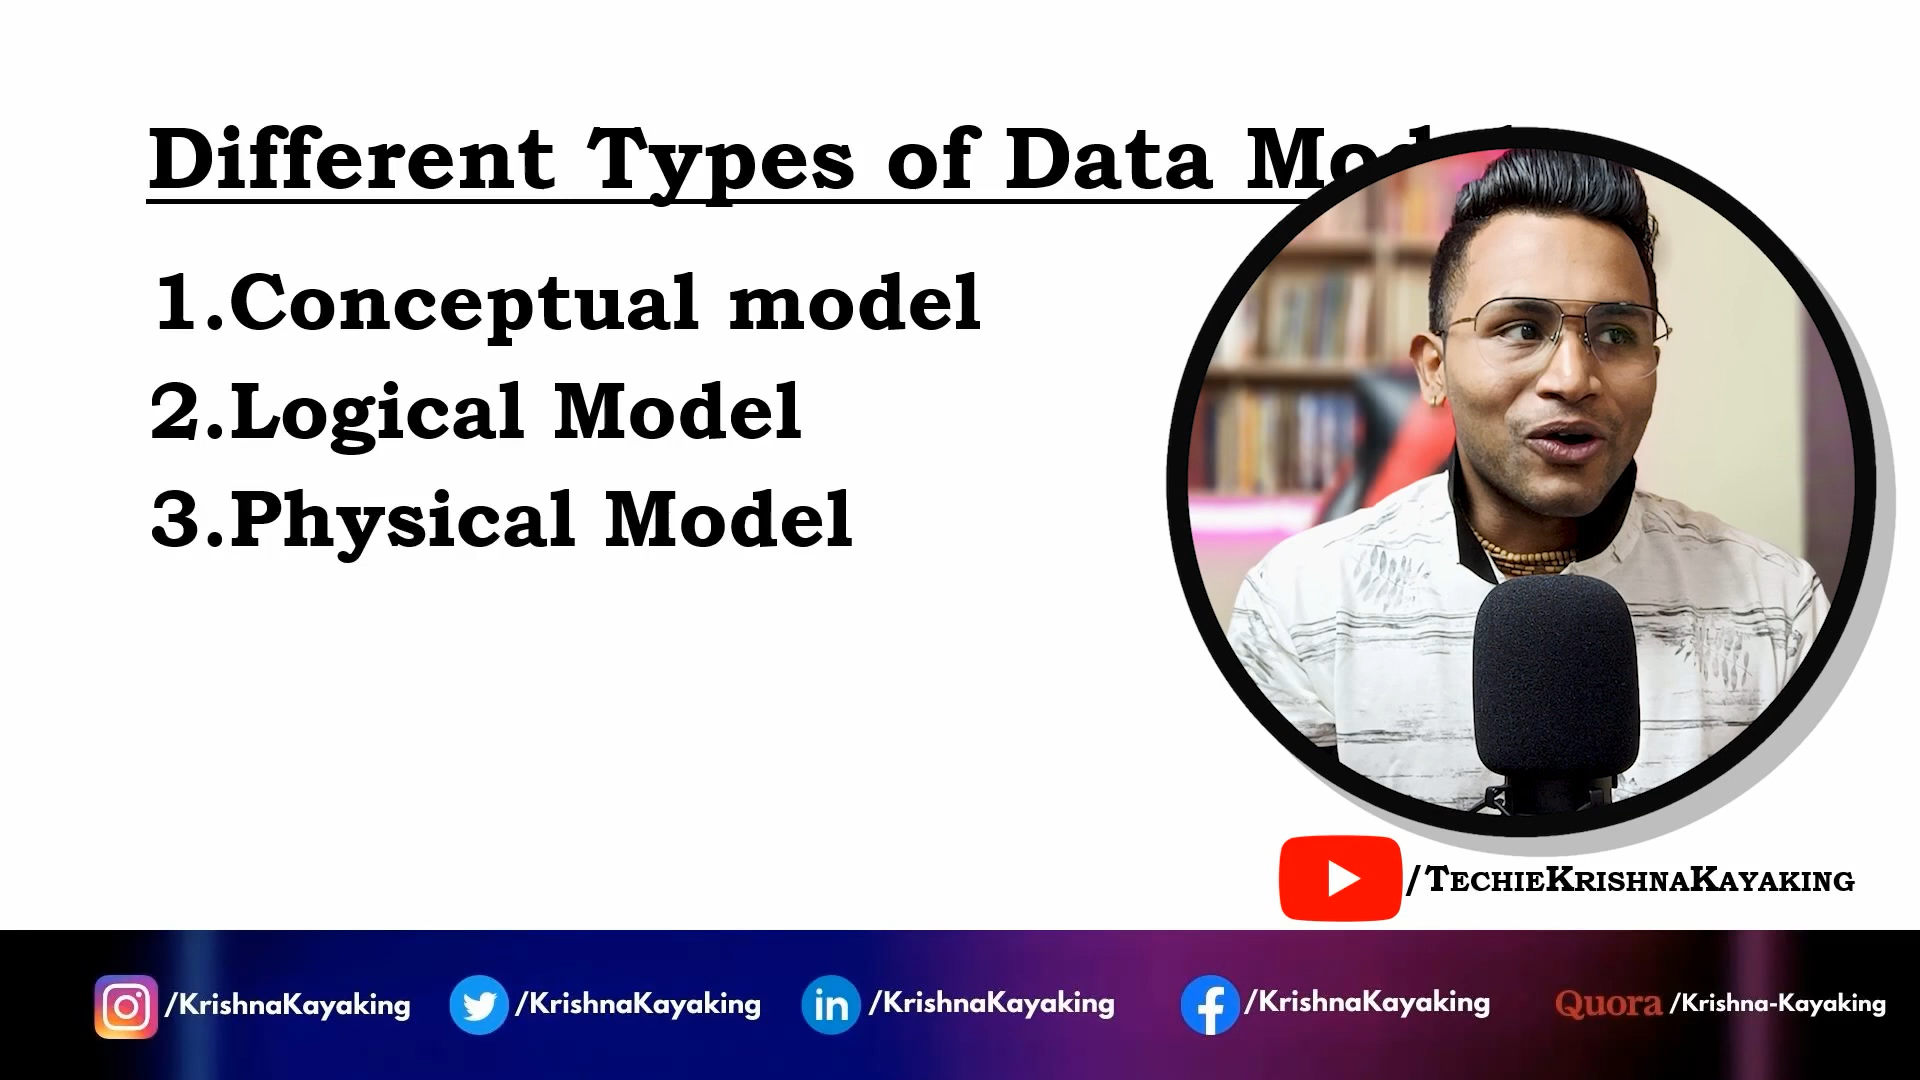 Different Types of Data
1.Conceptual model
2.Logical Model
3.Physical Model
/TECHIEKRISHNAKAYAKING
/KrishnaKayaking
/KrishnaKayaking
in /KrishnaKayaking
/KrishnaKayaking
Quora /Krishna-Kayaking